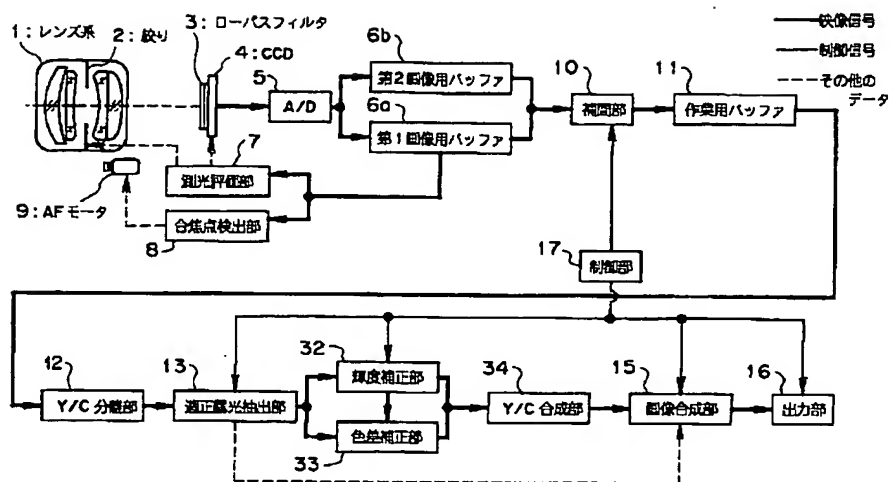 1:レンズ系
2:絞り
3:ローパスフィルタ
4:CCD
5
A/D
6b
第2画像用バッファ
6a
第1画像用バッファ
10
補間部
11
作業用バッファ
映像信号
制御信号
その他の
データ
7
測光評価部
9:AFモータ
合焦点検出部
8
17
制御部
12
Y/C 分離部
13
適正露光抽出部
32
輝度補正部
色差補正部
33
34
Y/C 合成部
15
画像合成部
16
出力部